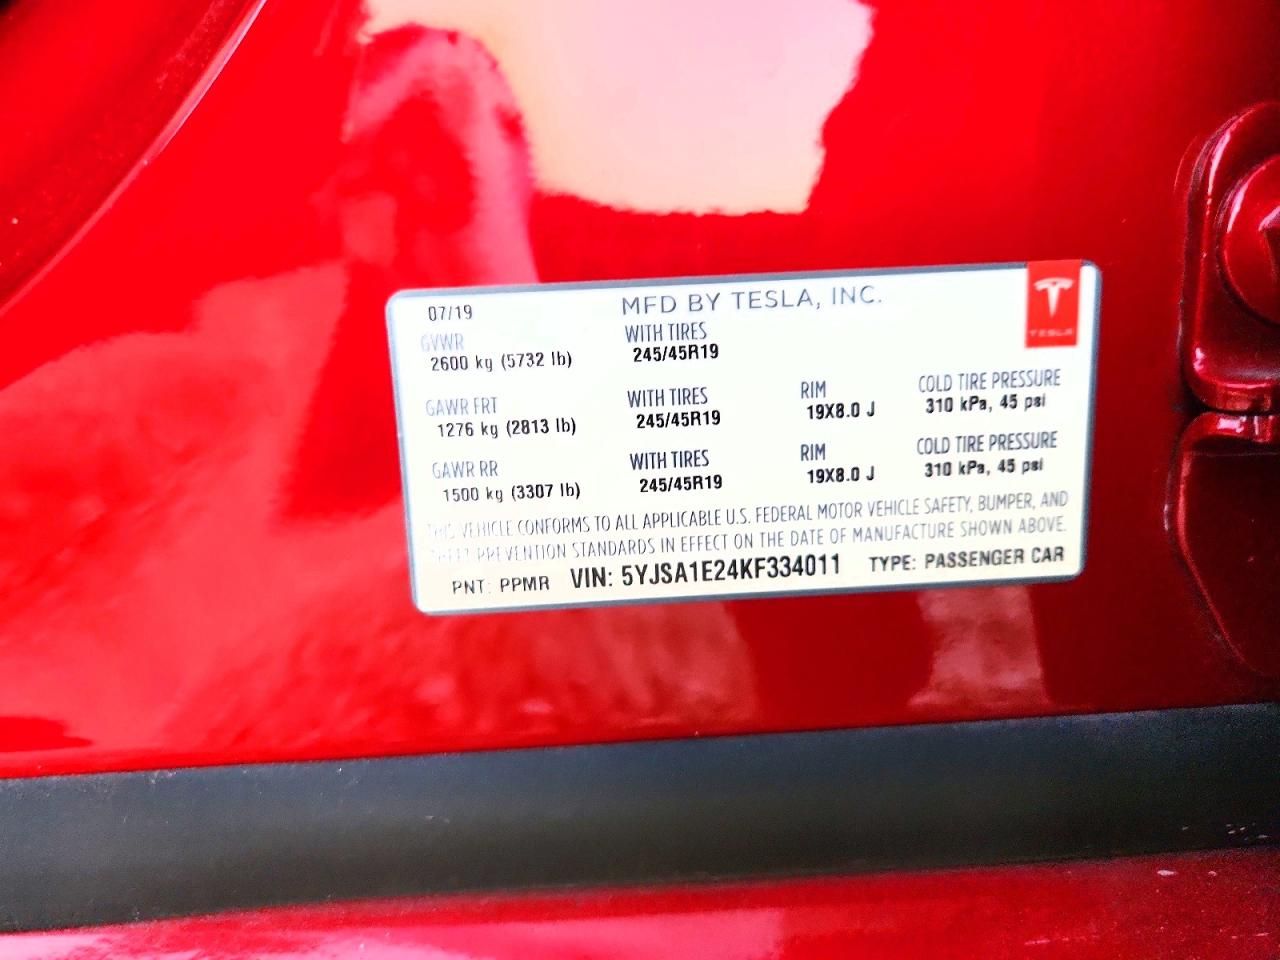 07/19 MFD BY TESLA, INC.
TESLA
GVWR WITH TIRES
2600 kg (5732 lb) 245/45R19
GAWR FRT WITH TIRES RIM COLD TIRE PRESSURE
1276 kg (2813 lb) 245/45R19 19X8.0 J 310 kPa, 45 psi
GAWR RR WITH TIRES RIM COLD TIRE PRESSURE
1500 kg (3307 lb) 245/45R19 19X8.0 J 310 kPa, 45 psi
THIS VEHICLE CONFORMS TO ALL APPLICABLE U.S. FEDERAL MOTOR VEHICLE SAFETY, BUMPER, AND
THEFT PREVENTION STANDARDS IN EFFECT ON THE DATE OF MANUFACTURE SHOWN ABOVE.
PNT: PPMR VIN: 5YJSA1E24KF334011 TYPE: PASSENGER CAR